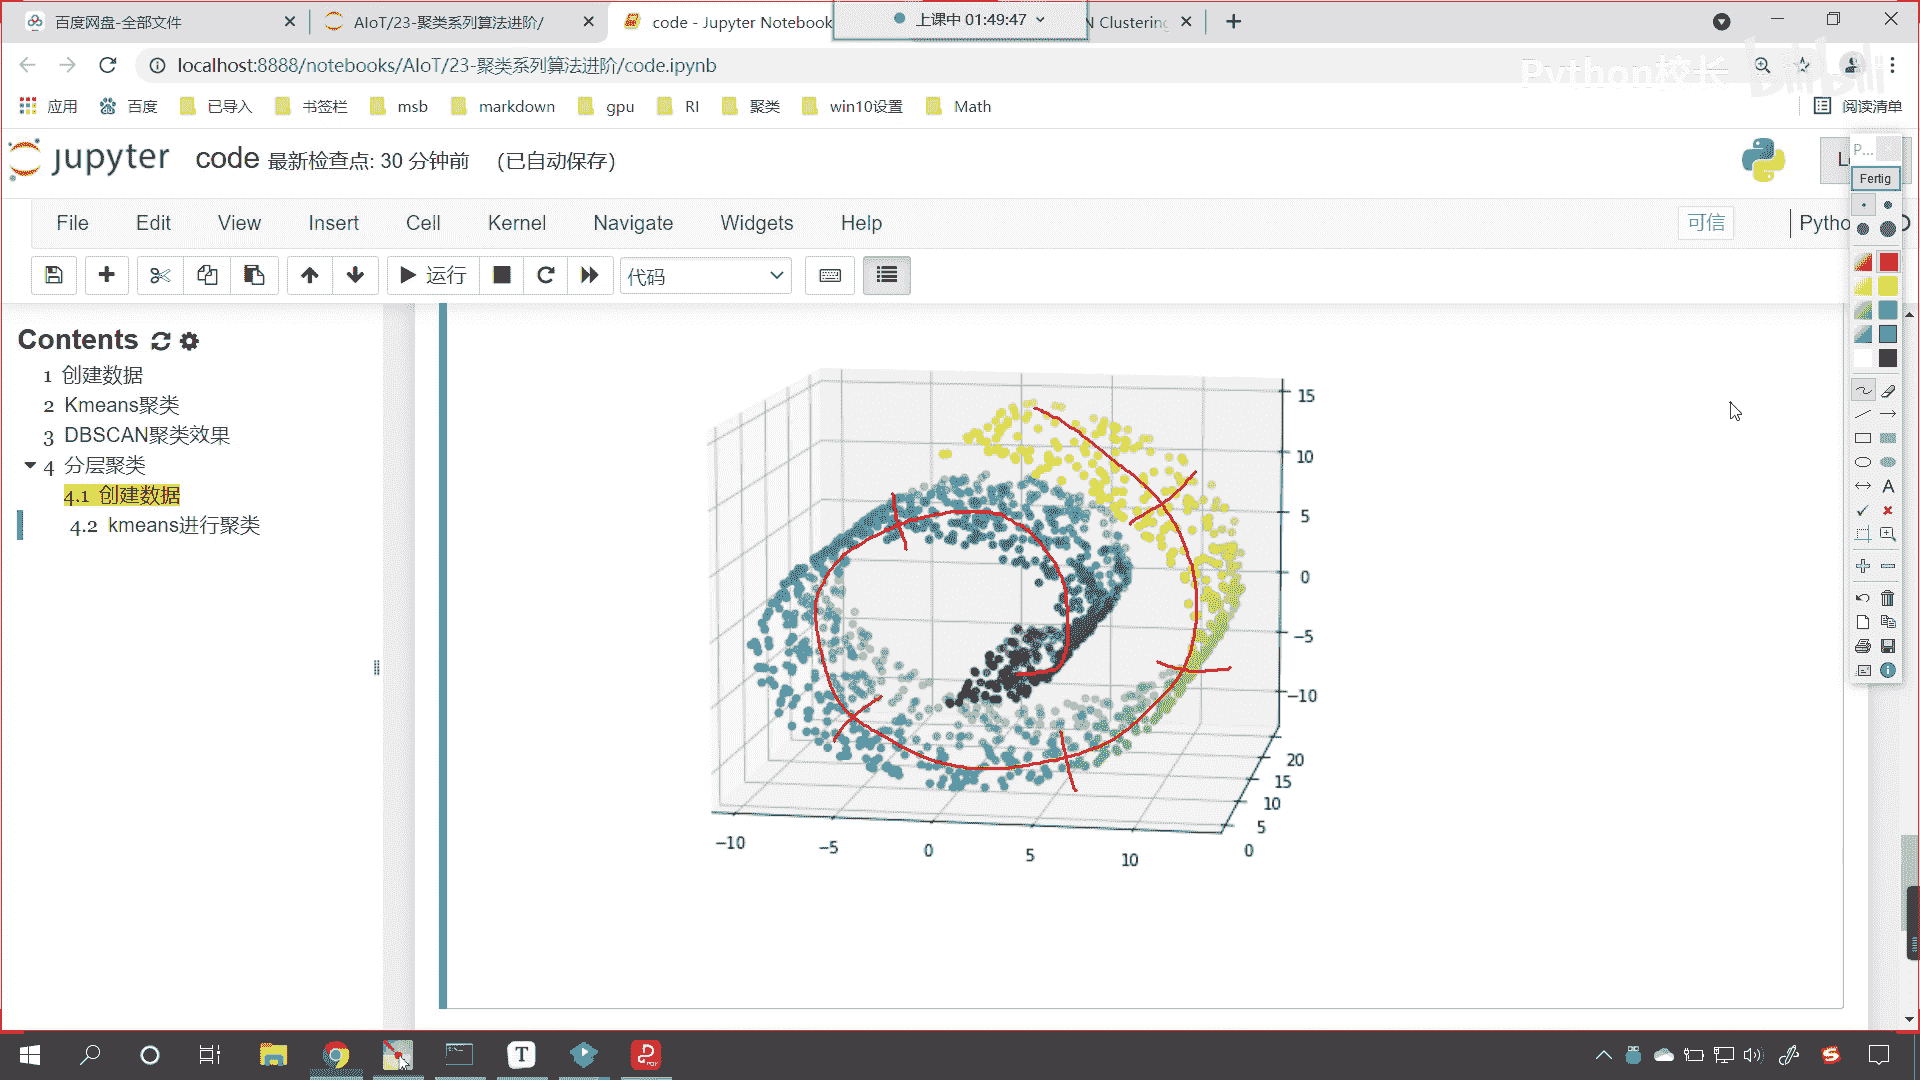 百度网盘-全部文件
AIoT/23-聚类系列算法进阶/
code - Jupyter Notebook
上课中 01:49:47
N Clustering
localhost:8888/notebooks/AIoT/23-聚类系列算法进阶/code.ipynb
Python校长
bilibili
应用
百度
已导入
书签栏
msb
markdown
gpu
RI
聚类
win10设置
Math
阅读清单
jupyter
code 最新检查点: 30 分钟前 (已自动保存)
P...
Fertig
File Edit View Insert Cell Kernel Navigate Widgets Help
可信
Pytho
运行
代码
Contents
1 创建数据
2 Kmeans聚类
3 DBSCAN聚类效果
4 分层聚类
4.1 创建数据
4.2 kmeans进行聚类
15
10
5
0
−5
−10
20
15
10
5
0
−10
−5
0
5
10